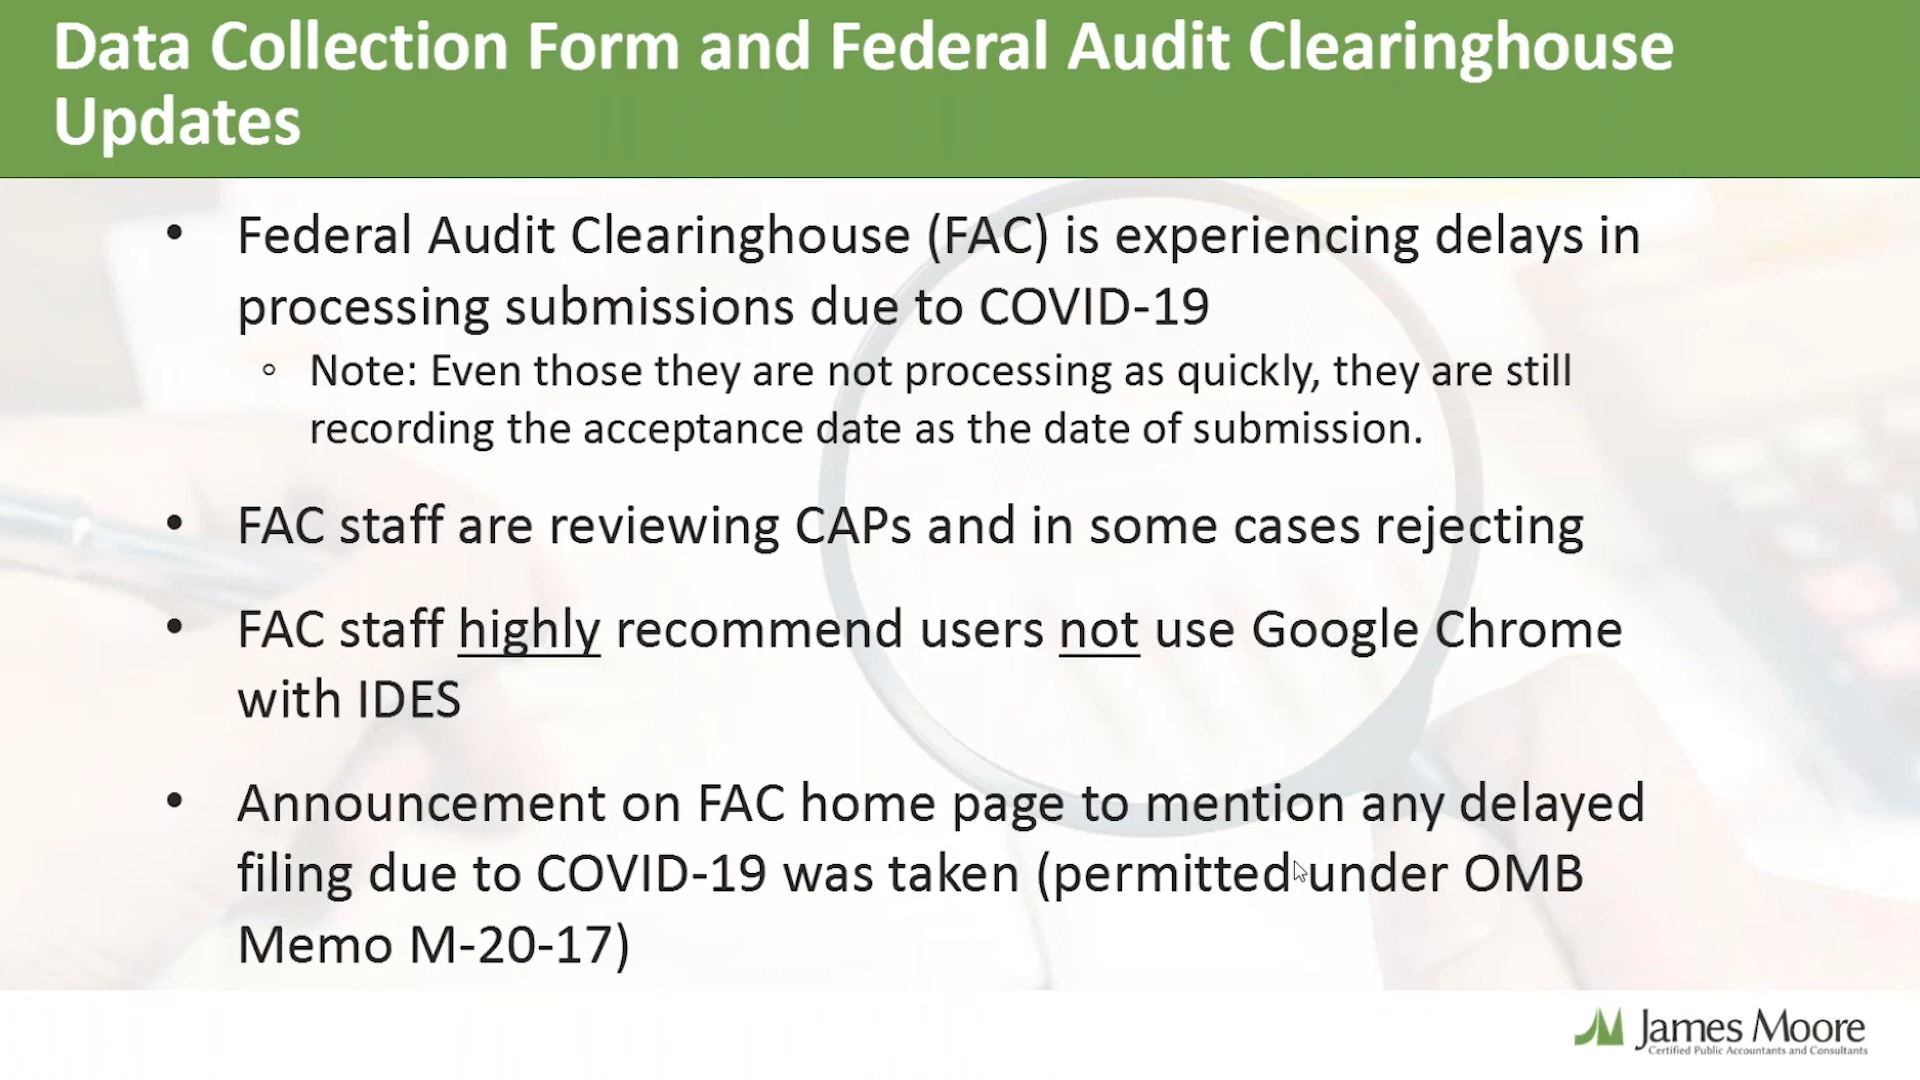 Data Collection Form and Federal Audit Clearinghouse
Updates
• Federal Audit Clearinghouse (FAC) is experiencing delays in
processing submissions due to COVID-19
◦ Note: Even those they are not processing as quickly, they are still
recording the acceptance date as the date of submission.
• FAC staff are reviewing CAPs and in some cases rejecting
• FAC staff highly recommend users not use Google Chrome
with IDES
• Announcement on FAC home page to mention any delayed
filing due to COVID-19 was taken (permitted under OMB
Memo M-20-17)
James Moore
Certified Public Accountants and Consultants